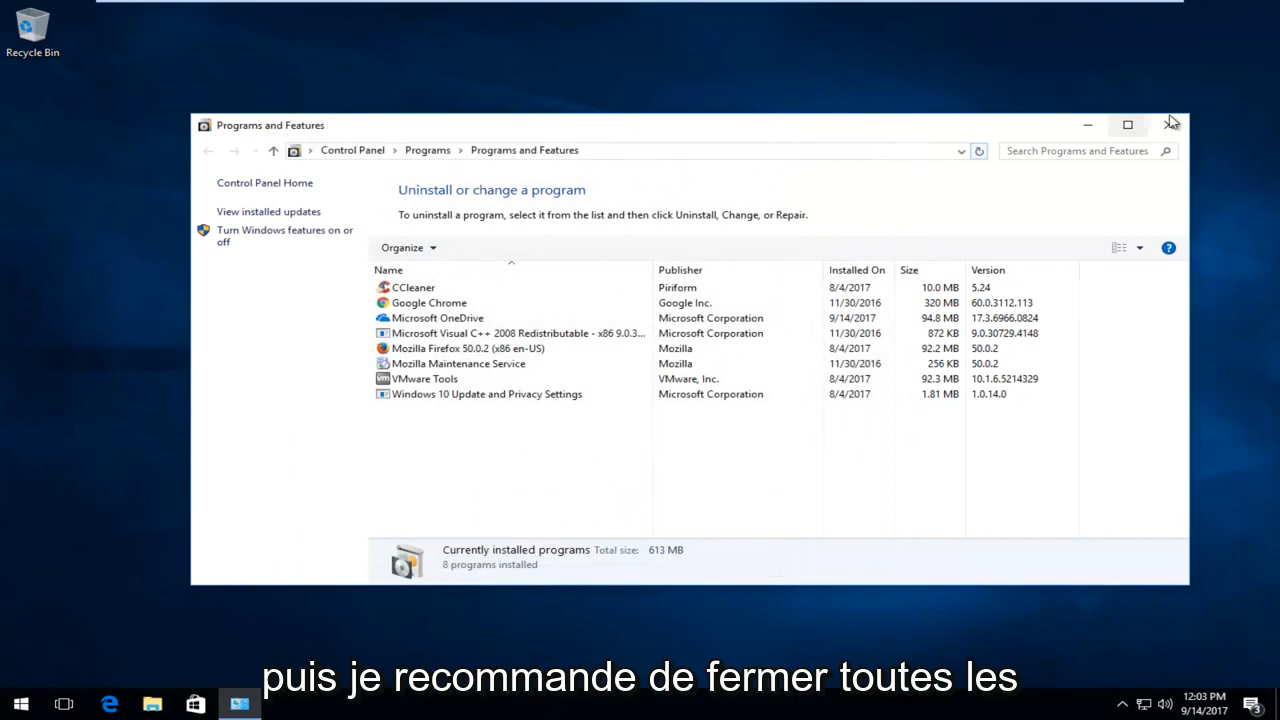 Recycle Bin
Programs and Features
Control Panel > Programs > Programs and Features
Search Programs and Features
Control Panel Home
View installed updates
Turn Windows features on or
off
Uninstall or change a program
To uninstall a program, select it from the list and then click Uninstall, Change, or Repair.
Organize
Name Publisher Installed On Size Version
CCleaner Piriform 8/4/2017 10.0 MB 5.24
Google Chrome Google Inc. 11/30/2016 320 MB 60.0.3112.113
Microsoft OneDrive Microsoft Corporation 9/14/2017 94.8 MB 17.3.6966.0824
Microsoft Visual C++ 2008 Redistributable - x86 9.0.3... Microsoft Corporation 11/30/2016 872 KB 9.0.30729.4148
Mozilla Firefox 50.0.2 (x86 en-US) Mozilla 8/4/2017 92.2 MB 50.0.2
Mozilla Maintenance Service Mozilla 11/30/2016 256 KB 50.0.2
VMware Tools VMware, Inc. 8/4/2017 92.3 MB 10.1.6.5214329
Windows 10 Update and Privacy Settings Microsoft Corporation 8/4/2017 1.81 MB 1.0.14.0
Currently installed programs Total size: 613 MB
8 programs installed
puis je recommande de fermer toutes les
12:03 PM
9/14/2017
3